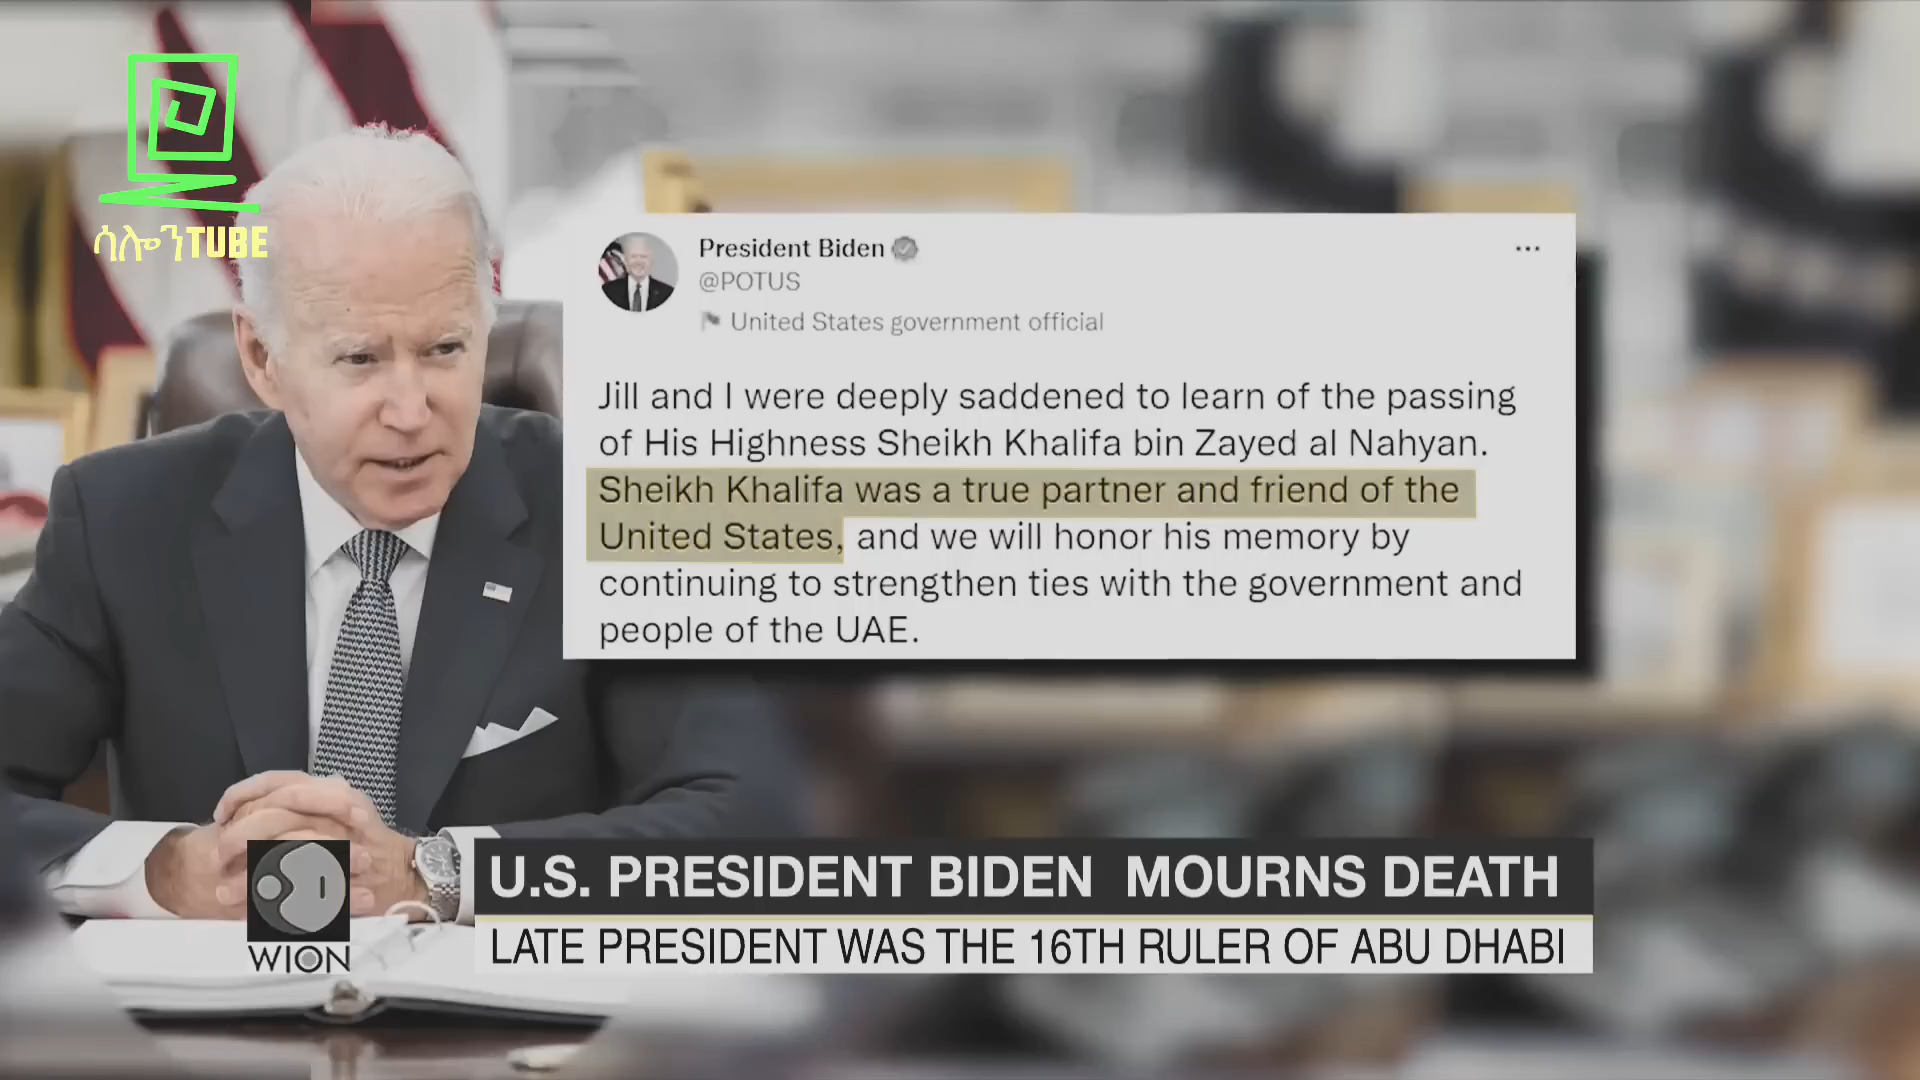 ሳሎንTUBE
President Biden
@POTUS
United States government official
Jill and I were deeply saddened to learn of the passing
of His Highness Sheikh Khalifa bin Zayed al Nahyan.
Sheikh Khalifa was a true partner and friend of the
United States, and we will honor his memory by
continuing to strengthen ties with the government and
people of the UAE.
U.S. PRESIDENT BIDEN MOURNS DEATH
LATE PRESIDENT WAS THE 16TH RULER OF ABU DHABI
WION